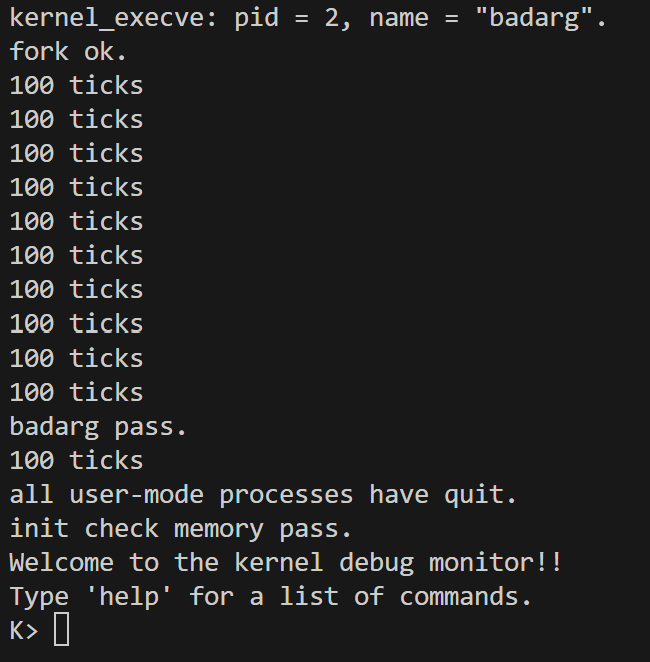 kernel_execve: pid = 2, name = "badarg".
fork ok.
100 ticks
100 ticks
100 ticks
100 ticks
100 ticks
100 ticks
100 ticks
100 ticks
100 ticks
100 ticks
badarg pass.
100 ticks
all user-mode processes have quit.
init check memory pass.
Welcome to the kernel debug monitor!!
Type 'help' for a list of commands.
K>